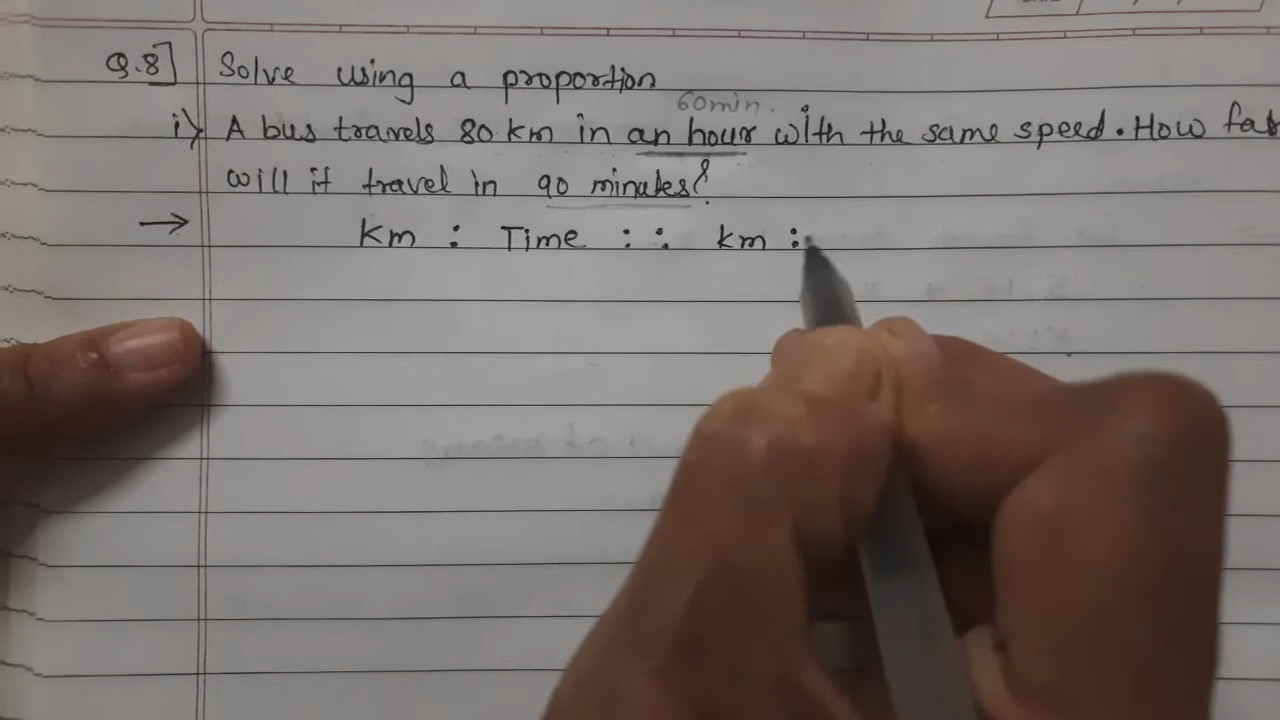 Q.8] Solve using a proportion
60min.
i) A bus travels 80 km in an hour with the same speed. How far
will it travel in 90 minutes?
→ Km : Time :: km :